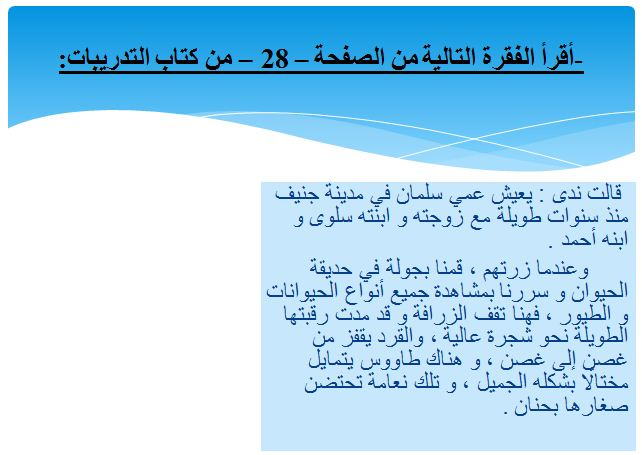 -أقرأ الفقرة التالية من الصفحة – 28 – من كتاب التدريبات:
قالت ندى : يعيش عمي سلمان في مدينة جنيف
منذ سنوات طويلة مع زوجته و ابنته سلوى و
ابنه أحمد .
وعندما زرتهم ، قمنا بجولة في حديقة
الحيوان و سررنا بمشاهدة جميع أنواع الحيوانات
و الطيور ، فهنا تقف الزرافة و قد مدت رقبتها
الطويلة نحو شجرة عالية ، والقرد يقفز من
غصن إلى غصن ، و هناك طاووس يتمايل
مختالًا بشكله الجميل ، و تلك نعامة تحتضن
صغارها بحنان .